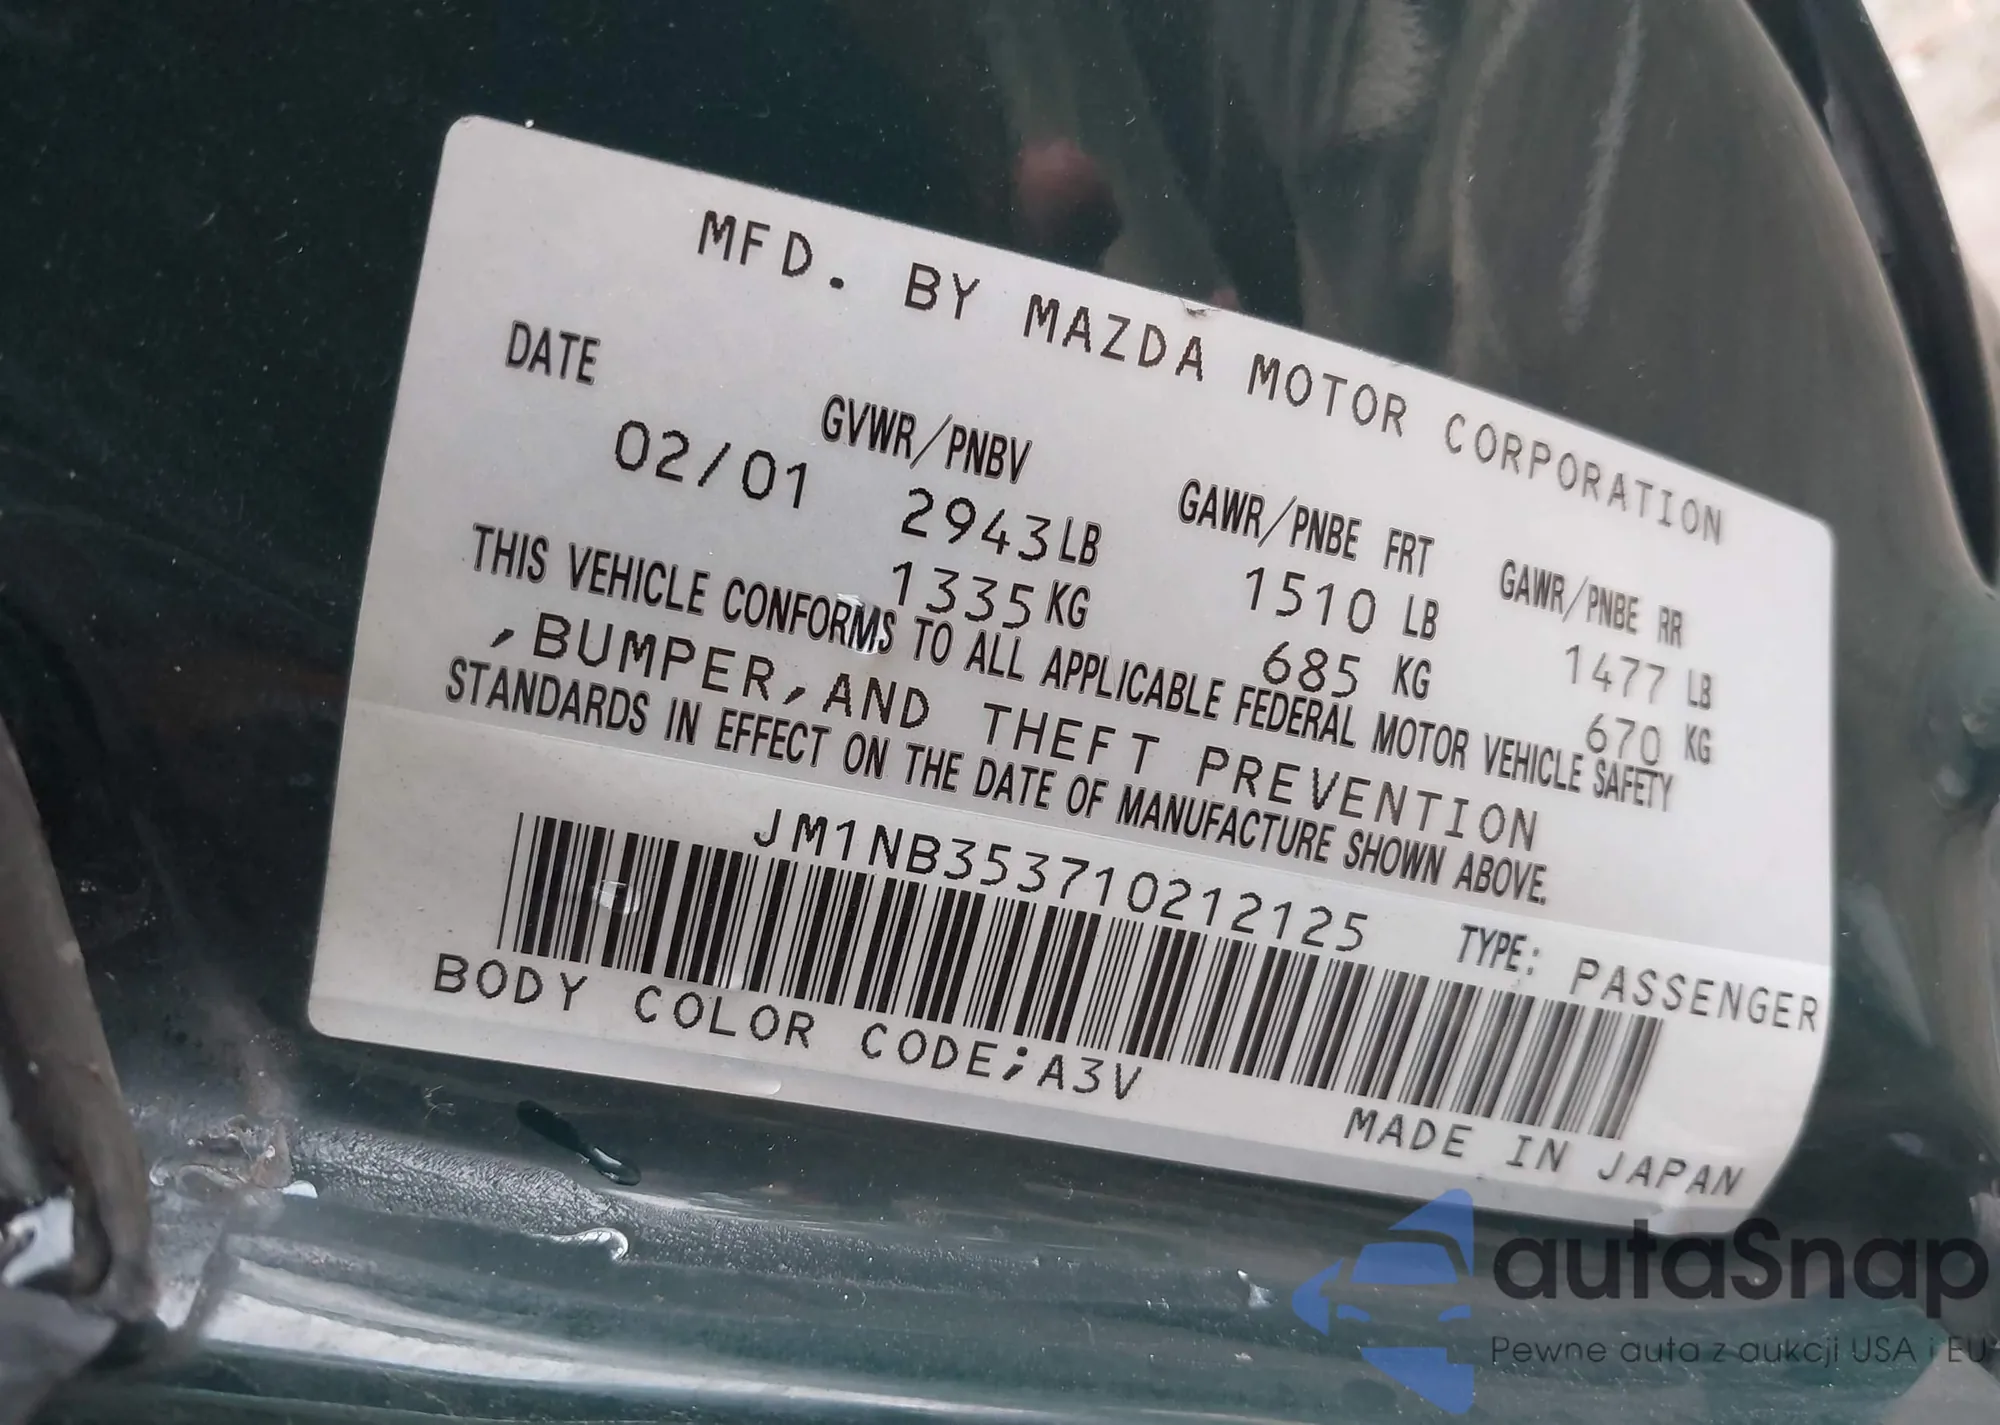 MFD. BY MAZDA MOTOR CORPORATION
DATE GVWR/PNBV GAWR/PNBE FRT GAWR/PNBE RR
02/01 2943LB 1510 LB 1477 LB
1335KG 685 KG 670 KG
THIS VEHICLE CONFORMS TO ALL APPLICABLE FEDERAL MOTOR VEHICLE SAFETY
,BUMPER,AND THEFT PREVENTION
STANDARDS IN EFFECT ON THE DATE OF MANUFACTURE SHOWN ABOVE.
JM1NB353710212125 TYPE: PASSENGER
BODY COLOR CODE;A3V
MADE IN JAPAN
autaSnap
Pewne auta z aukcji USA i EU